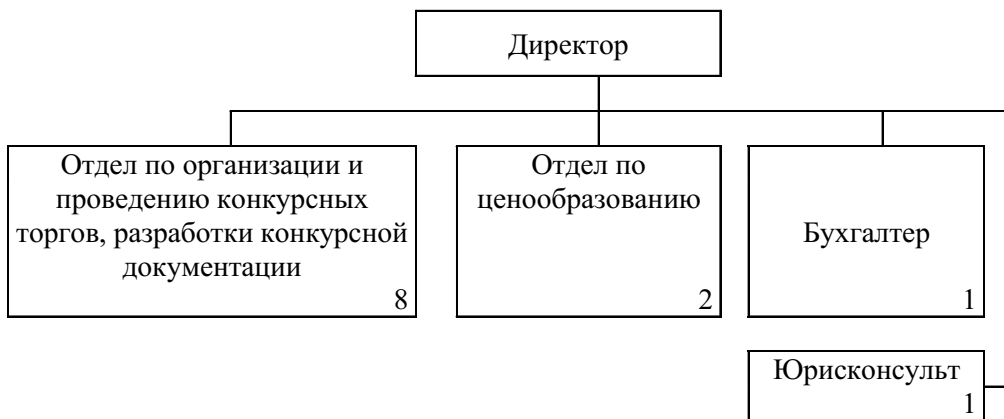 Директор
Отдел по организации и
проведению конкурсных
торгов, разработки конкурсной
документации
8
Отдел по
ценообразованию
2
Бухгалтер
1
Юрисконсульт
1